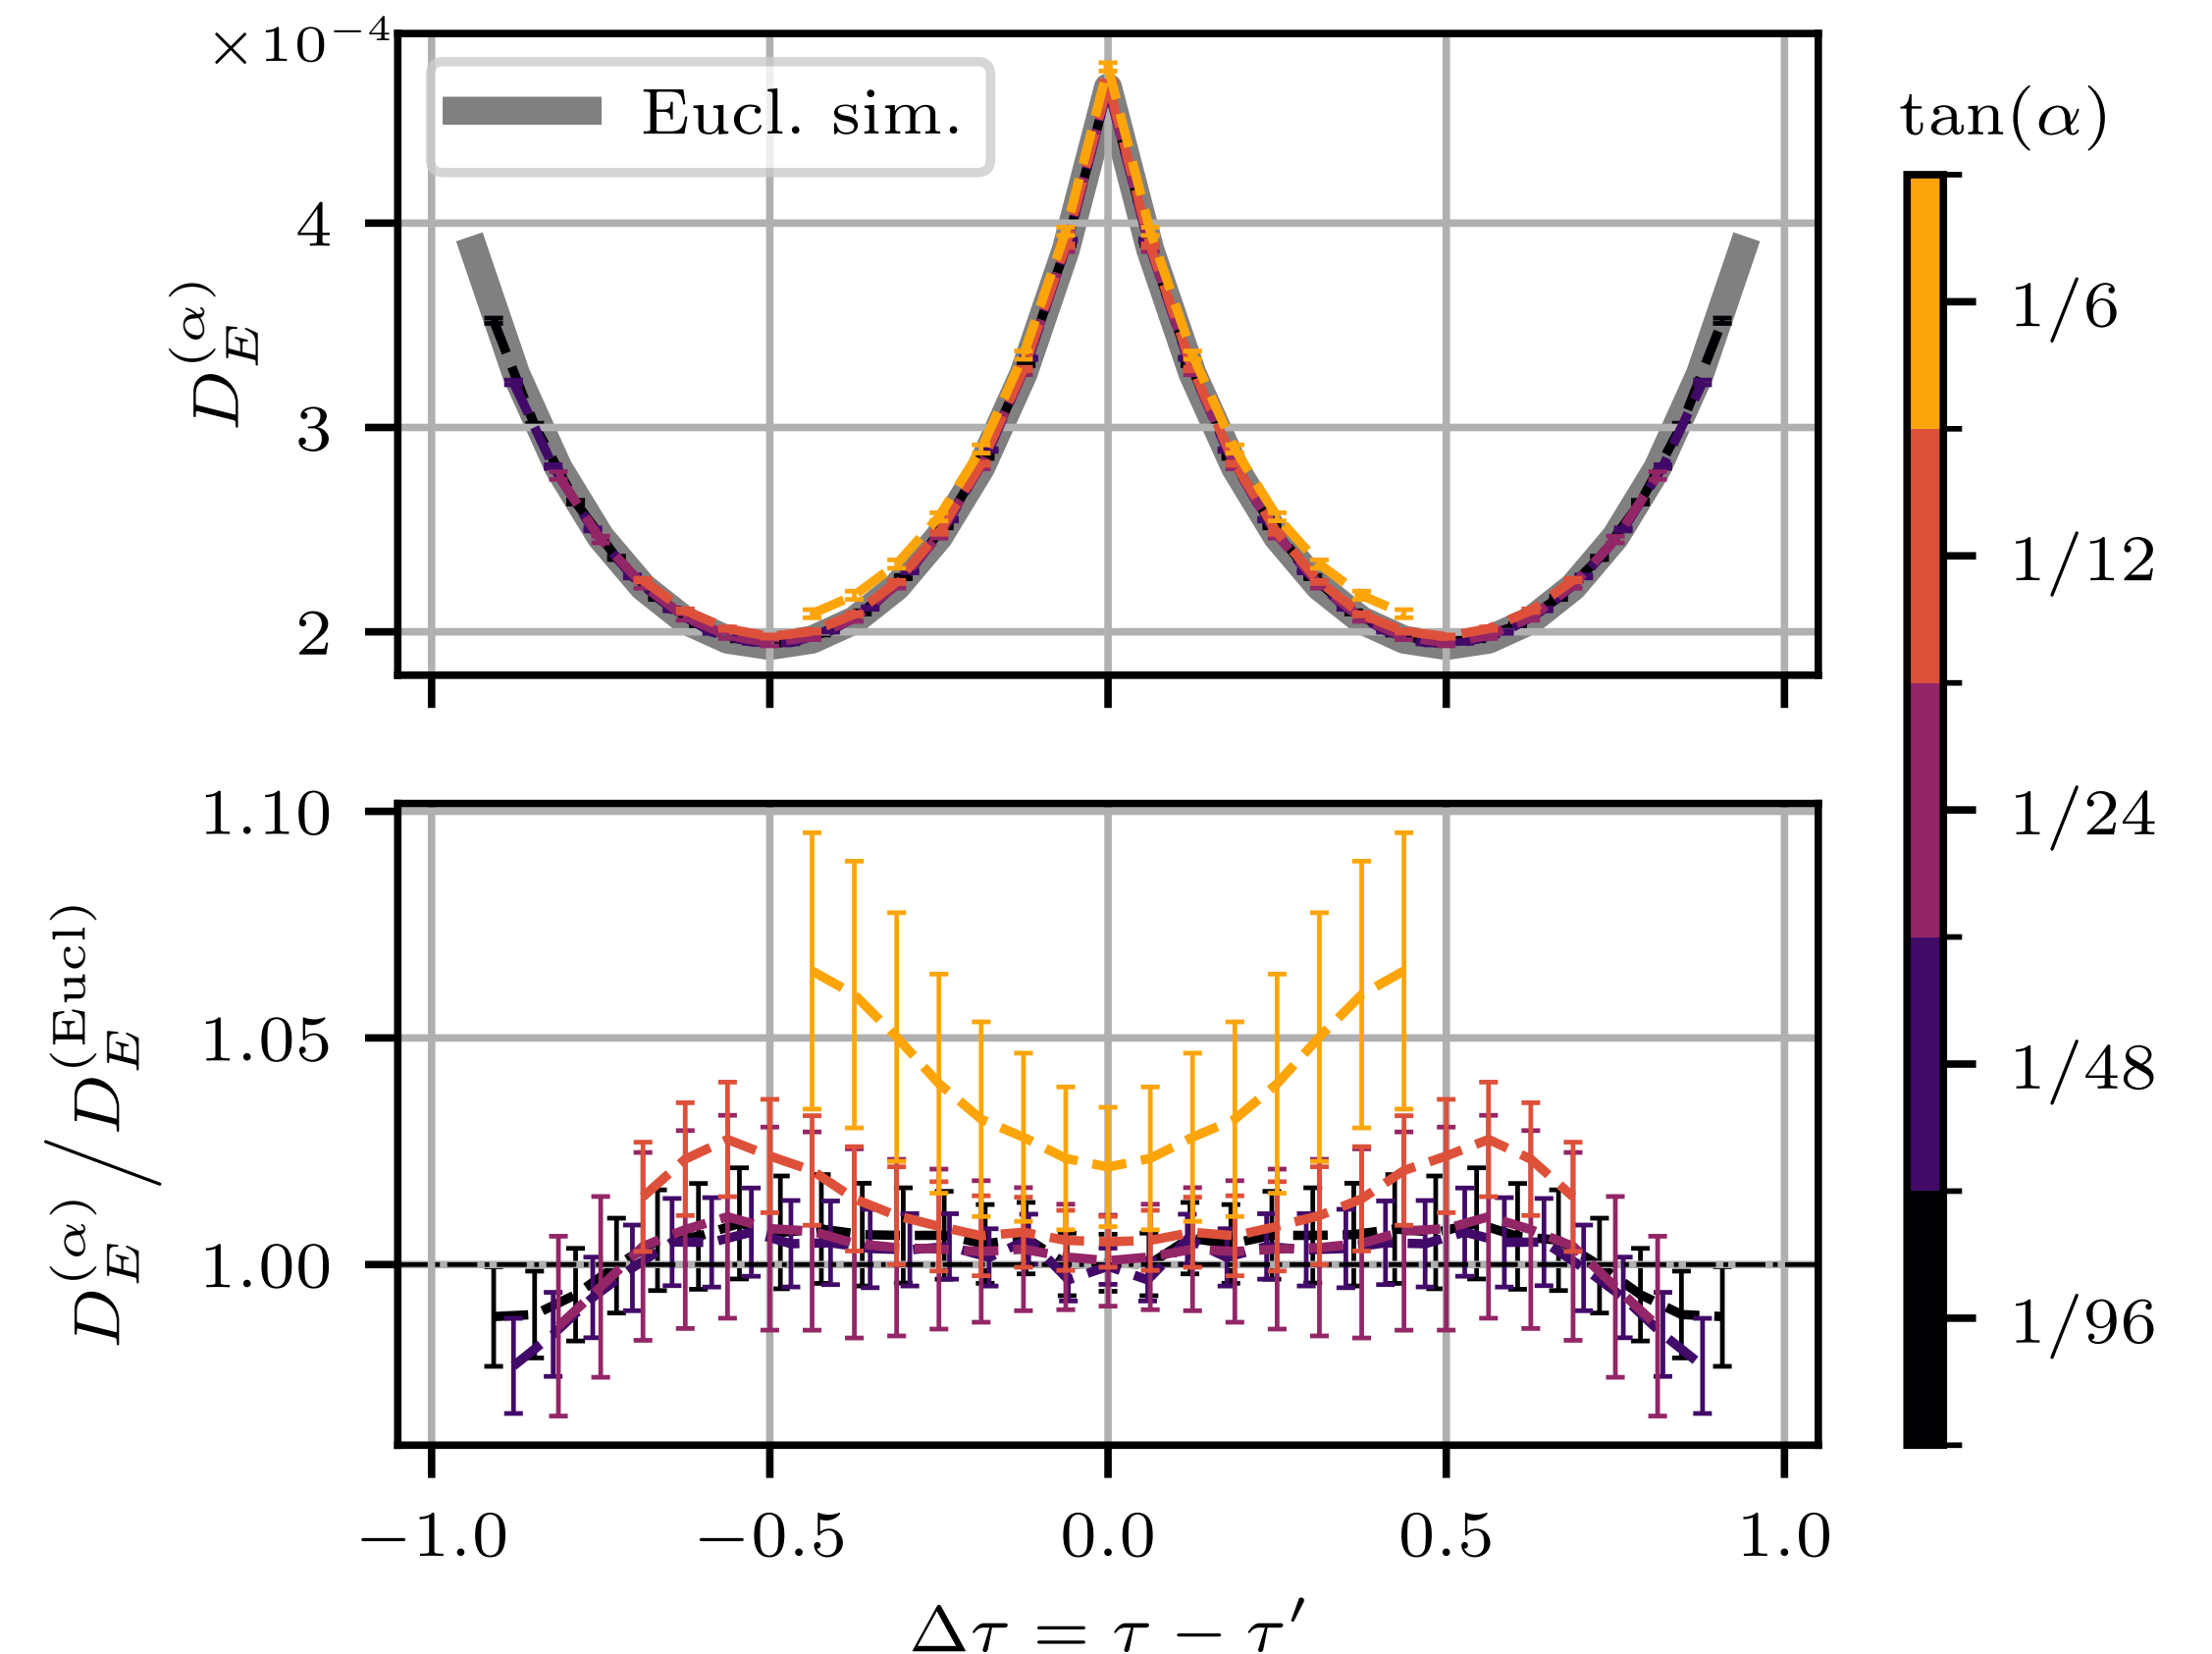 ×10⁻⁴
Eucl. sim.
4
3
2
D_E^(α)
tan(α)
1/6
1/12
1/24
1/48
1/96
1.10
1.05
1.00
D_E^(α) / D_E^(Eucl)
−1.0 −0.5 0.0 0.5 1.0
Δτ = τ − τ′